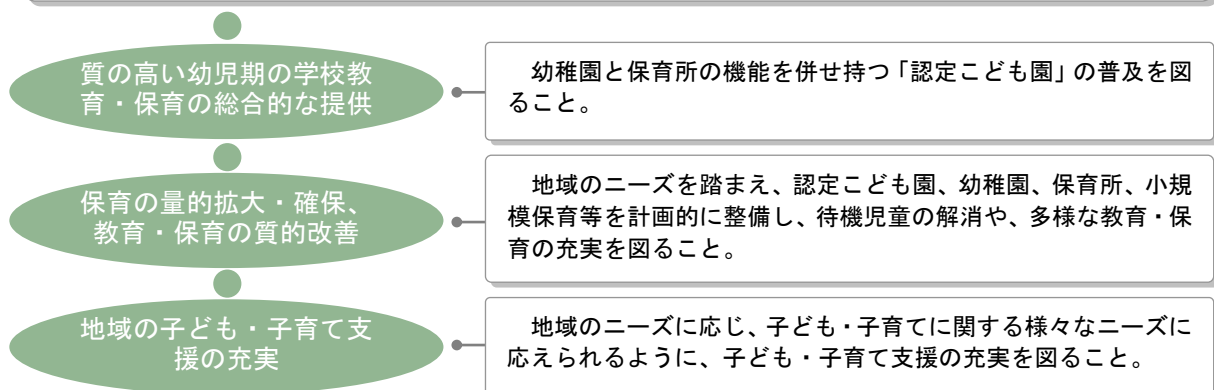 質の高い幼児期の学校教
育・保育の総合的な提供
幼稚園と保育所の機能を併せ持つ「認定こども園」の普及を図
ること。
保育の量的拡大・確保、
教育・保育の質的改善
地域のニーズを踏まえ、認定こども園、幼稚園、保育所、小規
模保育等を計画的に整備し、待機児童の解消や、多様な教育・保
育の充実を図ること。
地域の子ども・子育て支
援の充実
地域のニーズに応じ、子ども・子育てに関する様々なニーズに
応えられるように、子ども・子育て支援の充実を図ること。